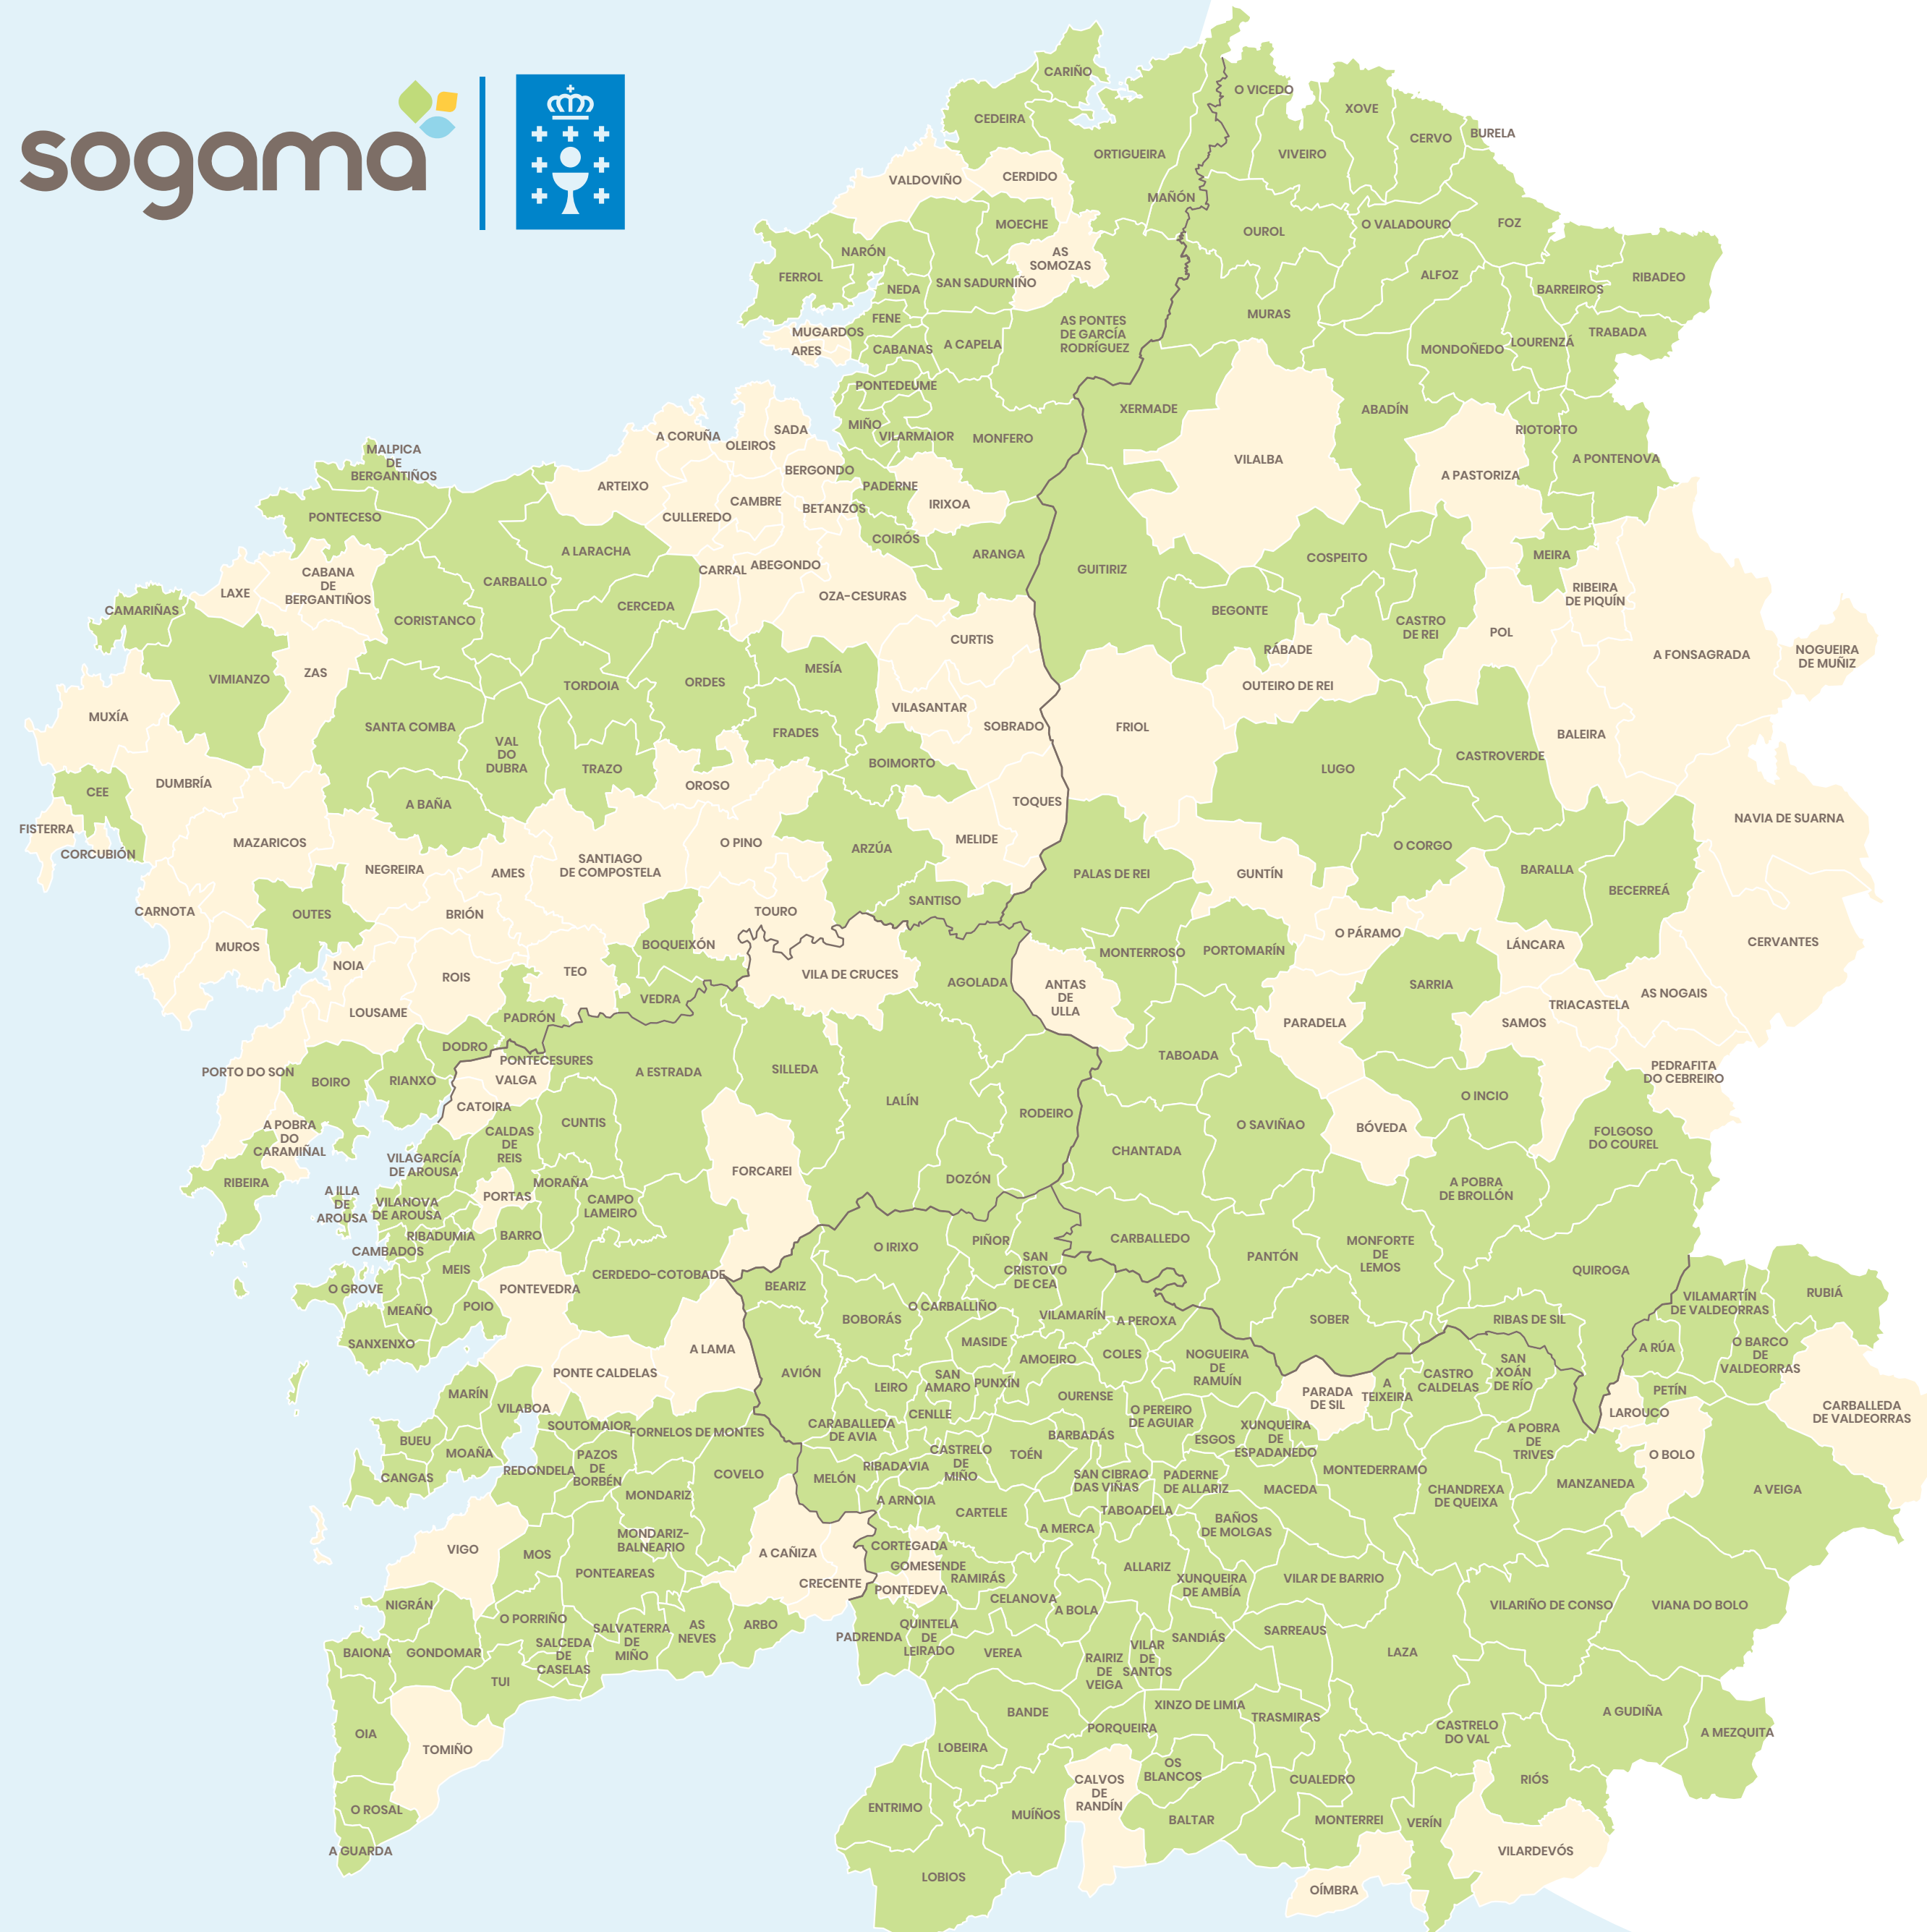 sogama
CARIÑO
O VICEDO
XOVE
CEDEIRA
BURELA
CERVO
ORTIGUEIRA
VIVEIRO
CERDIDO
VALDOVIÑO
MAÑÓN
MOECHE
O VALADOURO
FOZ
OUROL
NARÓN
AS
SOMOZAS
FERROL
ALFOZ
RIBADEO
SAN SADURNIÑO
NEDA
BARREIROS
MURAS
FENE
AS PONTES
DE GARCÍA
RODRÍGUEZ
MUGARDOS
TRABADA
LOURENZÁ
A CAPELA
CABANAS
MONDOÑEDO
ARES
PONTEDEUME
XERMADE
ABADÍN
MIÑO
SADA
RIOTORTO
A CORUÑA
VILARMAIOR
MONFERO
OLEIROS
MALPICA
DE
BERGANTIÑOS
VILALBA
A PONTENOVA
BERGONDO
A PASTORIZA
ARTEIXO
PADERNE
CAMBRE
IRIXOA
BETANZOS
PONTECESO
CULLEREDO
COIRÓS
A LARACHA
ARANGA
MEIRA
COSPEITO
ABEGONDO
CARRAL
GUITIRIZ
CABANA
DE
BERGANTIÑOS
CARBALLO
RIBEIRA
DE PIQUÍN
LAXE
OZA-CESURAS
CERCEDA
CAMARIÑAS
BEGONTE
CORISTANCO
CASTRO
DE REI
POL
CURTIS
RÁBADE
NOGUEIRA
DE MUÑIZ
A FONSAGRADA
MESÍA
ZAS
VIMIANZO
ORDES
TORDOIA
OUTEIRO DE REI
VILASANTAR
MUXÍA
SANTA COMBA
SOBRADO
FRIOL
FRADES
BALEIRA
VAL
DO
DUBRA
CASTROVERDE
BOIMORTO
TRAZO
LUGO
DUMBRÍA
OROSO
CEE
TOQUES
A BAÑA
NAVIA DE SUARNA
FISTERRA
MELIDE
MAZARICOS
O PINO
O CORGO
ARZÚA
CORCUBIÓN
SANTIAGO
DE COMPOSTELA
NEGREIRA
AMES
PALAS DE REI
GUNTÍN
BARALLA
BECERREÁ
SANTISO
CARNOTA
OUTES
BRIÓN
TOURO
O PÁRAMO
CERVANTES
MUROS
BOQUEIXÓN
LÁNCARA
MONTERROSO
PORTOMARÍN
NOIA
TEO
ROIS
VILA DE CRUCES
AGOLADA
ANTAS
DE
ULLA
SARRIA
AS NOGAIS
VEDRA
TRIACASTELA
LOUSAME
PADRÓN
PARADELA
SAMOS
DODRO
TABOADA
PONTECESURES
PORTO DO SON
A ESTRADA
SILLEDA
PEDRAFITA
DO CEBREIRO
BOIRO
RIANXO
VALGA
O INCIO
CATOIRA
LALÍN
RODEIRO
CUNTIS
O SAVIÑAO
BÓVEDA
A POBRA
DO
CARAMIÑAL
CALDAS
DE
REIS
FOLGOSO
DO COUREL
CHANTADA
VILAGARCÍA
DE AROUSA
FORCAREI
DOZÓN
RIBEIRA
MORAÑA
A POBRA
DE BROLLÓN
PORTAS
A ILLA
DE
AROUSA
VILANOVA
DE AROUSA
CAMPO
LAMEIRO
RIBADUMIA
BARRO
CARBALLEDO
PIÑOR
O IRIXO
CAMBADOS
MONFORTE
DE
LEMOS
PANTÓN
SAN
CRISTOVO
DE CEA
MEIS
QUIROGA
CERDEDO-COTOBADE
BEARIZ
O GROVE
PONTEVEDRA
RUBIÁ
VILAMARTÍN
DE VALDEORRAS
O CARBALLIÑO
POIO
MEAÑO
VILAMARÍN
BOBORÁS
A PEROXA
SOBER
RIBAS DE SIL
SANXENXO
MASIDE
A LAMA
A RÚA
O BARCO
DE
VALDEORRAS
COLES
AMOEIRO
NOGUEIRA
DE
RAMUÍN
SAN
XOÁN
DE RÍO
PONTE CALDELAS
AVIÓN
CASTRO
CALDELAS
SAN
AMARO
PUNXÍN
LEIRO
A
TEIXEIRA
PETÍN
MARÍN
OURENSE
PARADA
DE SIL
VILABOA
LAROUCO
CARBALLEDA
DE VALDEORRAS
CENLLE
O PEREIRO
DE AGUIAR
SOUTOMAIOR
CARABALLEDA
DE AVIA
FORNELOS DE MONTES
BARBADÁS
ESGOS
XUNQUEIRA
DE
ESPADANEDO
A POBRA
DE
TRIVES
BUEU
MOAÑA
PAZOS
DE
BORBÉN
CASTRELO
DE
MIÑO
TOÉN
O BOLO
RIBADAVIA
REDONDELA
COVELO
MELÓN
MONTEDERRAMO
CANGAS
SAN CIBRAO
DAS VIÑAS
PADERNE
DE ALLARIZ
MACEDA
MANZANEDA
CHANDREXA
DE QUEIXA
A VEIGA
MONDARIZ
A ARNOIA
CARTELE
TABOADELA
A MERCA
BAÑOS
DE MOLGAS
MONDARIZ-
BALNEARIO
CORTEGADA
VIGO
MOS
A CAÑIZA
GOMESENDE
ALLARIZ
PONTEAREAS
RAMIRÁS
CRECENTE
PONTEDEVA
XUNQUEIRA
DE AMBÍA
VILAR DE BARRIO
CELANOVA
NIGRÁN
A BOLA
VILARIÑO DE CONSO
VIANA DO BOLO
O PORRIÑO
AS
NEVES
ARBO
SALVATERRA
DE
MIÑO
PADRENDA
QUINTELA
DE
LEIRADO
SANDIÁS
SARREAUS
BAIONA
GONDOMAR
SALCEDA
DE
CASELAS
VEREA
VILAR
DE
SANTOS
LAZA
RAIRIZ
DE
VEIGA
TUI
XINZO DE LIMIA
BANDE
TRASMIRAS
A GUDIÑA
PORQUEIRA
CASTRELO
DO VAL
A MEZQUITA
OIA
TOMIÑO
LOBEIRA
OS
BLANCOS
CALVOS
DE
RANDÍN
CUALEDRO
RIÓS
O ROSAL
ENTRIMO
MUÍÑOS
BALTAR
MONTERREI
VERÍN
A GUARDA
VILARDEVÓS
LOBIOS
OÍMBRA